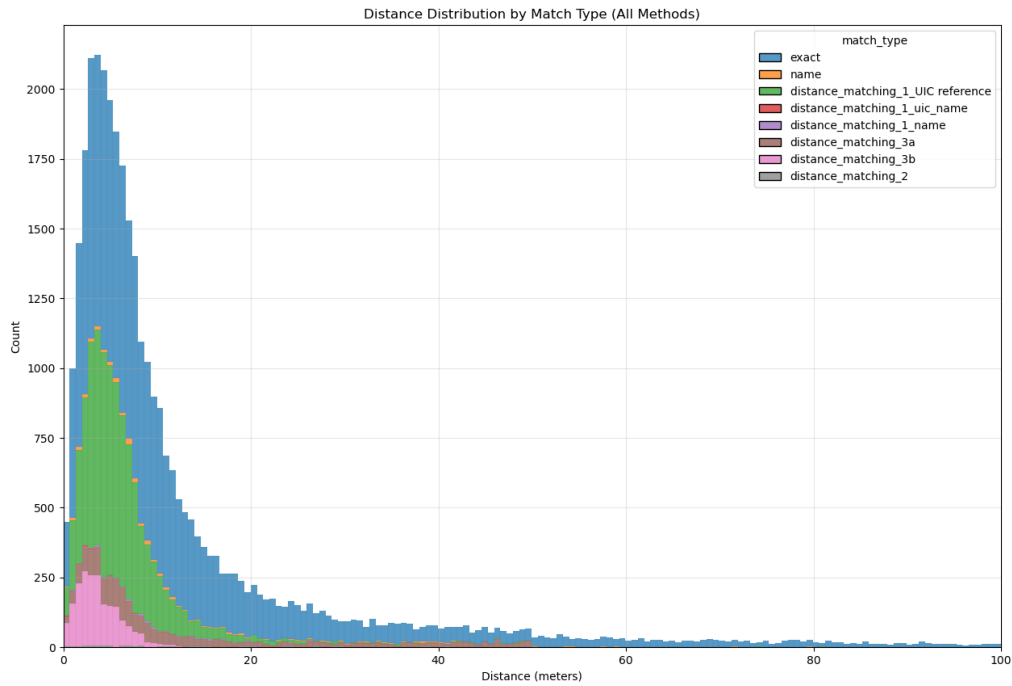 Distance Distribution by Match Type (All Methods)
match_type
exact
name
distance_matching_1_UIC reference
distance_matching_1_uic_name
distance_matching_1_name
distance_matching_3a
distance_matching_3b
distance_matching_2
Count
2000
1750
1500
1250
1000
750
500
250
0
0 20 40 60 80 100
Distance (meters)